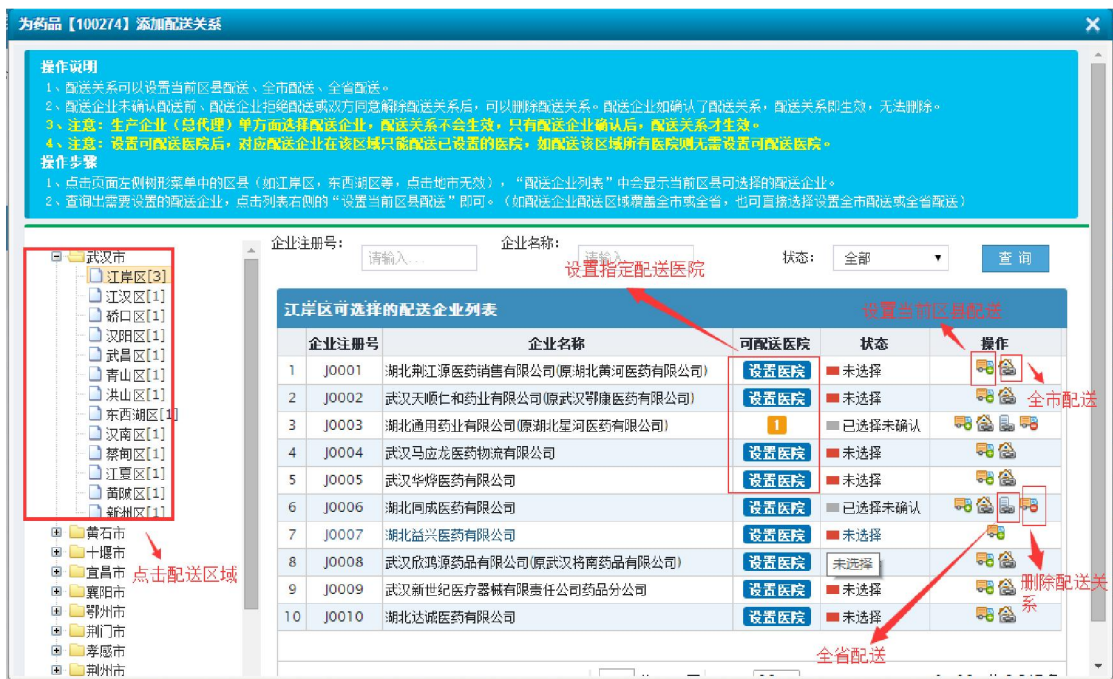 为药品【100274】添加配送关系
操作说明
1、配送关系可以设置当前区县配送、全市配送、全省配送。
2、配送企业未确认配送前、配送企业拒绝配送或双方同意解除配送关系后，可以删除配送关系。配送企业如确认了配送关系，配送关系即生效，无法删除。
3、注意：生产企业（总代理）单方面选择配送企业，配送关系不会生效，只有配送企业确认后，配送关系才生效。
4、注意：设置可配送医院后，对应配送企业在该区域只能配送已设置的医院，如配送该区域所有医院则无需设置可配送医院。
操作步骤
1、点击页面左侧树形菜单中的区县（如江岸区，东西湖区等，点击地市无效），“配送企业列表”中会显示当前区县可选择的配送企业。
2、查询出需要设置的配送企业，点击列表右侧的“设置当前区县配送”即可。（如配送企业配送区域覆盖全市或全省，也可直接选择设置全市配送或全省配送）
武汉市
江岸区[3]
江汉区[1]
硚口区[1]
汉阳区[1]
武昌区[1]
青山区[1]
洪山区[1]
东西湖区[1]
汉南区[1]
蔡甸区[1]
江夏区[1]
黄陂区[1]
新洲区[1]
黄石市
十堰市
宜昌市
襄阳市
鄂州市
荆门市
孝感市
荆州市
点击配送区域
企业注册号： 请输入... 企业名称： 请输入 状态： 全部 查 询
设置指定配送医院
江岸区可选择的配送企业列表
设置当前区县配送
企业注册号 企业名称 可配送医院 状态 操作
1 J0001 湖北荆江源医药销售有限公司(原湖北黄河医药有限公司) 设置医院 未选择
2 J0002 武汉天顺仁和药业有限公司(原武汉鄂康医药有限公司) 设置医院 未选择
全市配送
3 J0003 湖北通用药业有限公司(原湖北星河医药有限公司) 1 已选择未确认
4 J0004 武汉马应龙医药物流有限公司 设置医院 未选择
5 J0005 武汉华烨医药有限公司 设置医院 未选择
6 J0006 湖北同成医药有限公司 设置医院 已选择未确认
7 J0007 湖北益兴医药有限公司 设置医院 未选择
8 J0008 武汉欣鸿源药品有限公司(原武汉将南药品有限公司) 设置医院 未选择
9 J0009 武汉新世纪医疗器械有限责任公司药品分公司 设置医院 未选择
10 J0010 湖北达诚医药有限公司 设置医院 未选择
删除配送关
系
全省配送